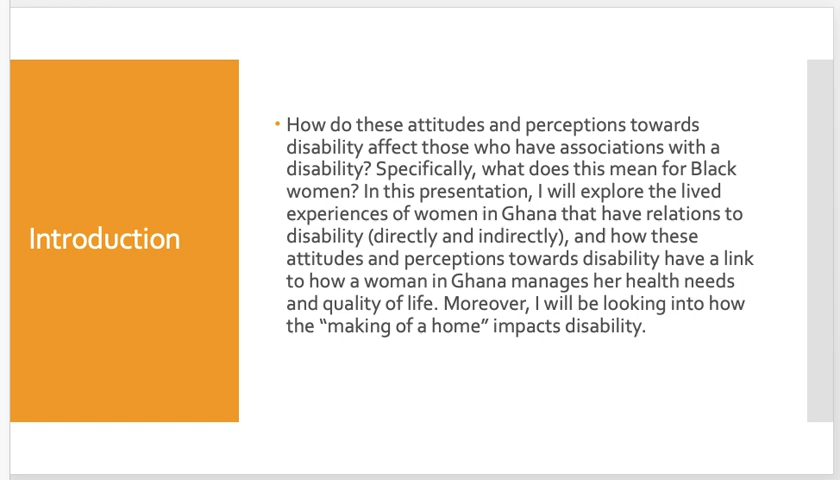 Introduction
• How do these attitudes and perceptions towards
disability affect those who have associations with a
disability? Specifically, what does this mean for Black
women? In this presentation, I will explore the lived
experiences of women in Ghana that have relations to
disability (directly and indirectly), and how these
attitudes and perceptions towards disability have a link
to how a woman in Ghana manages her health needs
and quality of life. Moreover, I will be looking into how
the “making of a home” impacts disability.